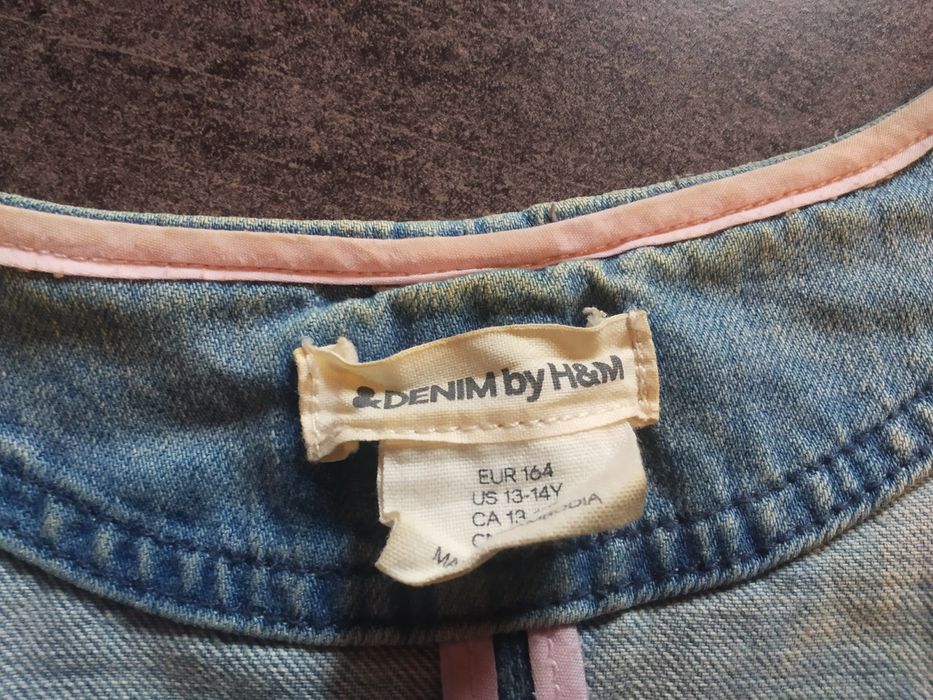 &DENIM by H&M
EUR 164
US 13-14Y
CA 13